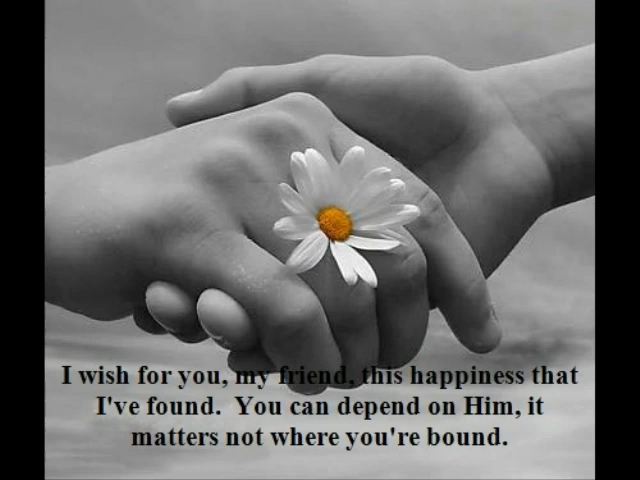 I wish for you, my friend, this happiness that
I've found.  You can depend on Him, it
matters not where you're bound.